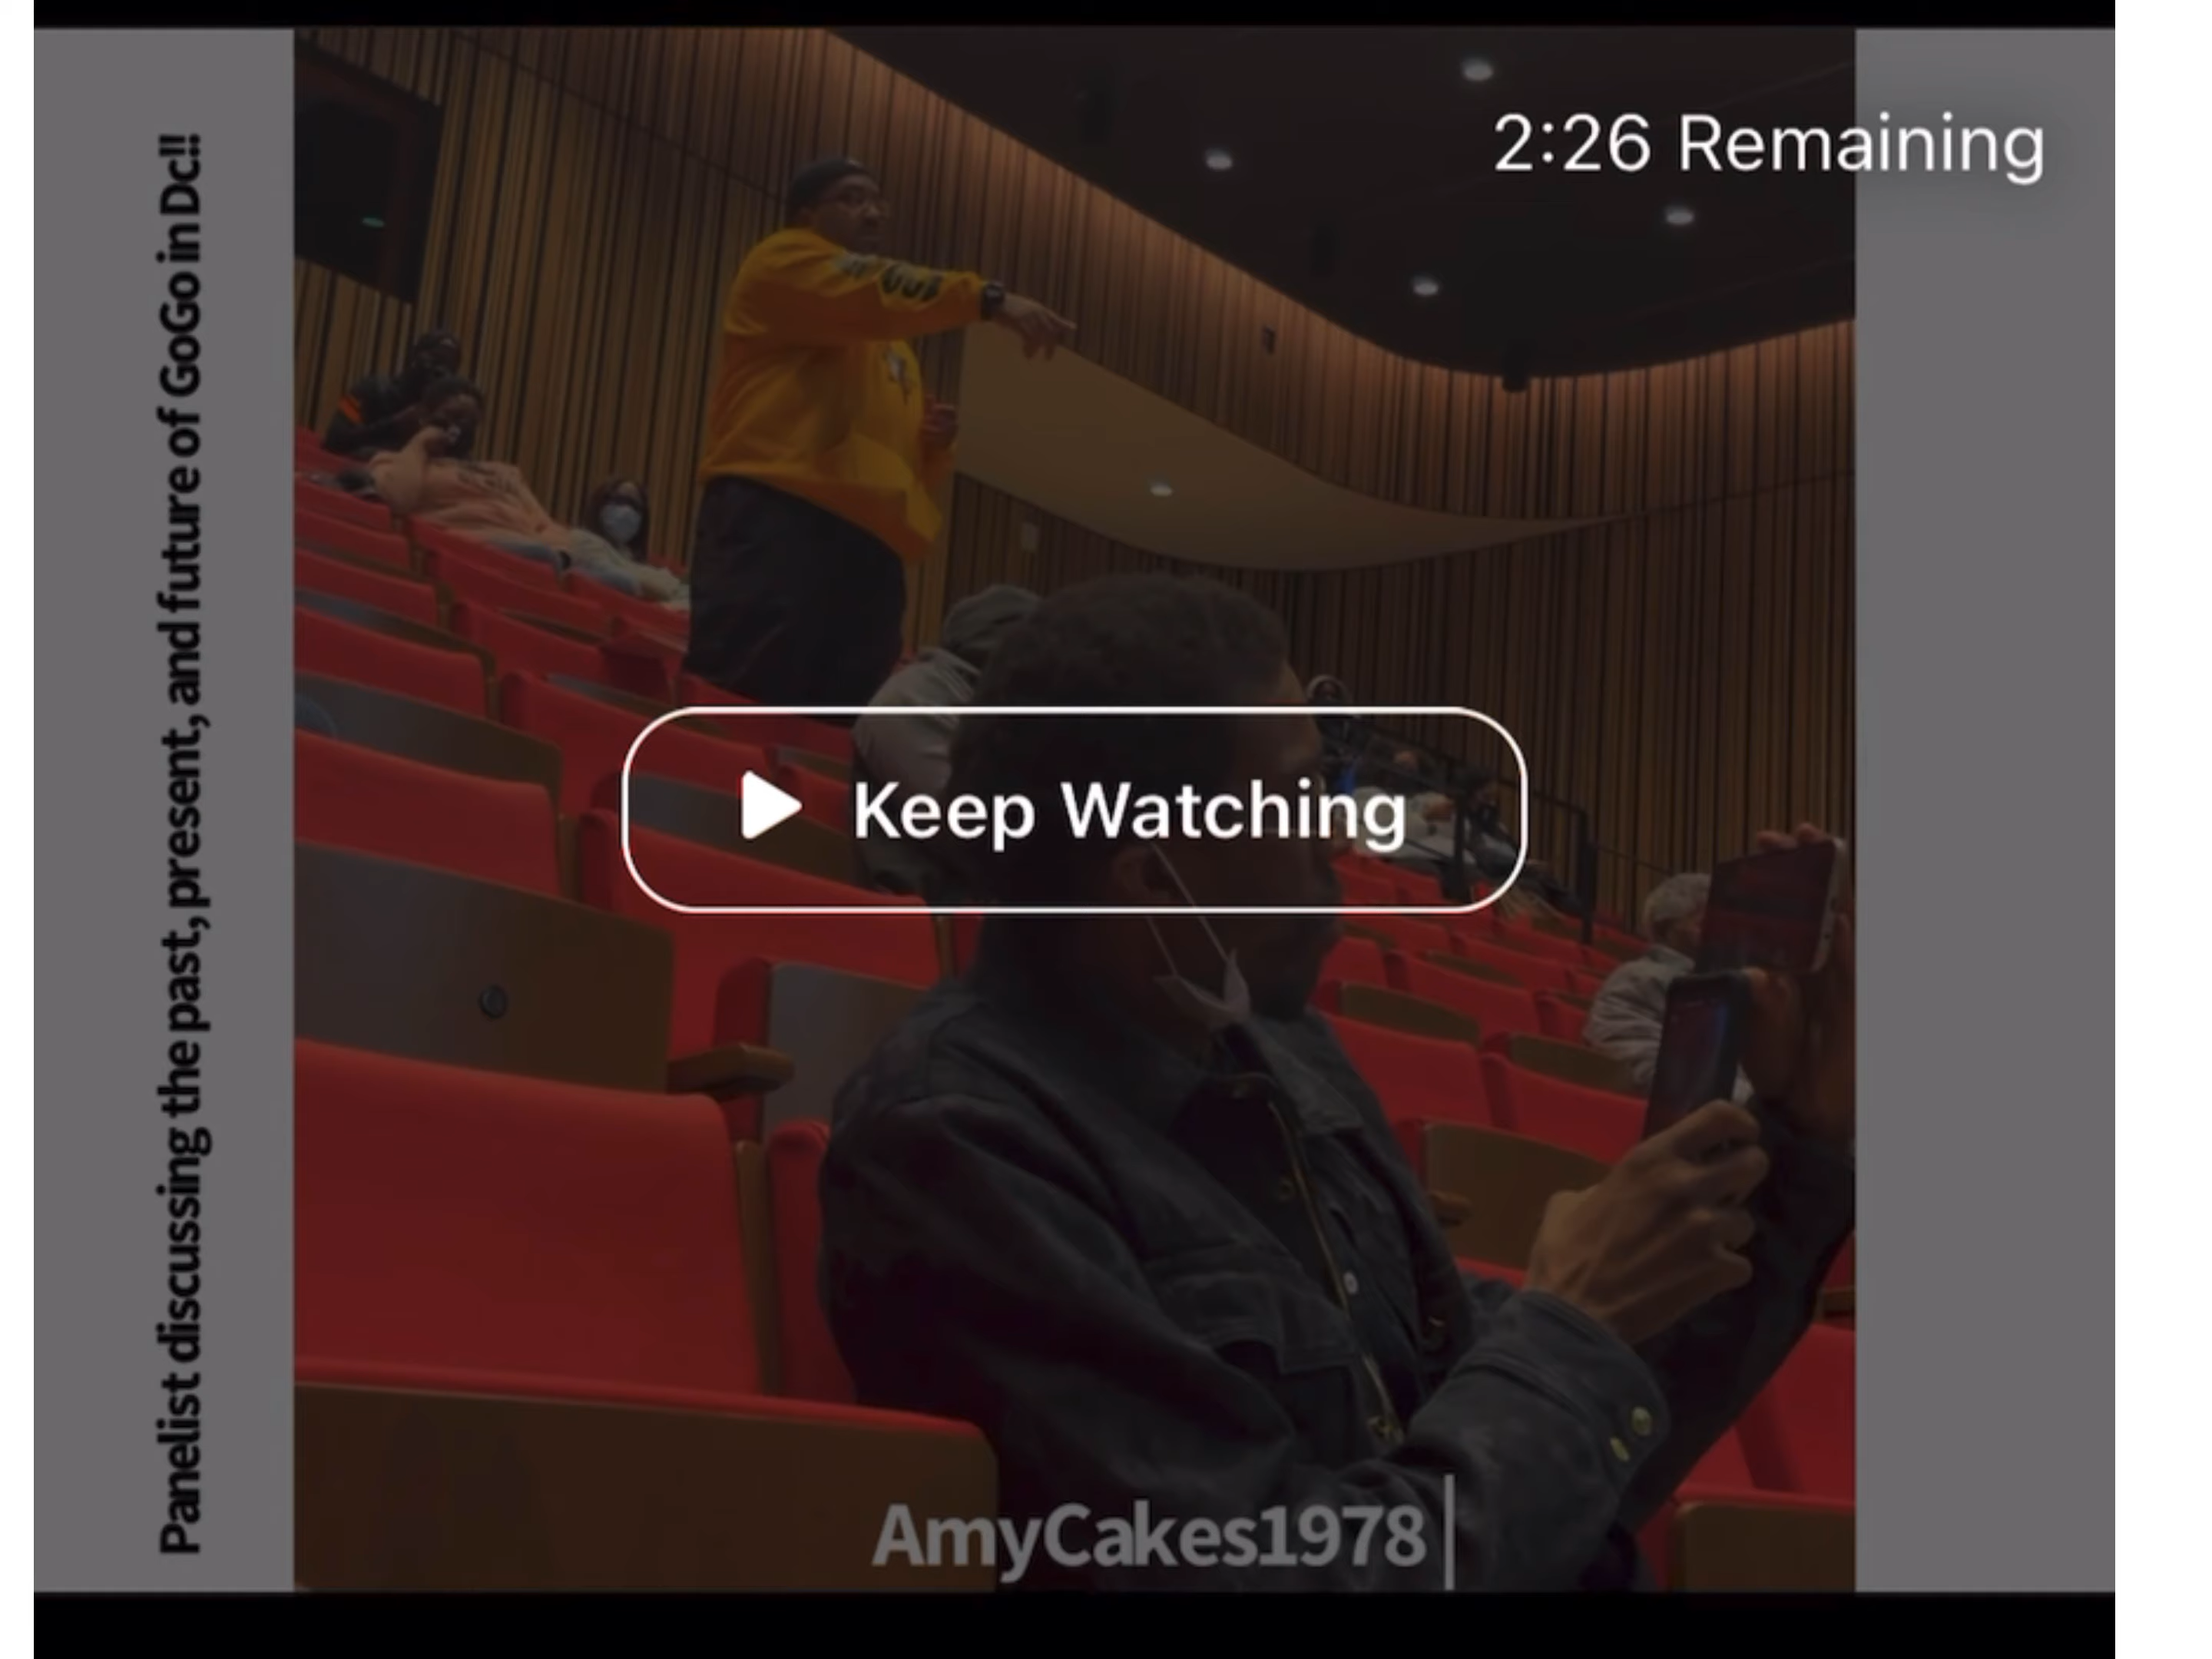 2:26 Remaining
Panelist discussing the past, present, and future of GoGo in Dc!!
Keep Watching
AmyCakes1978